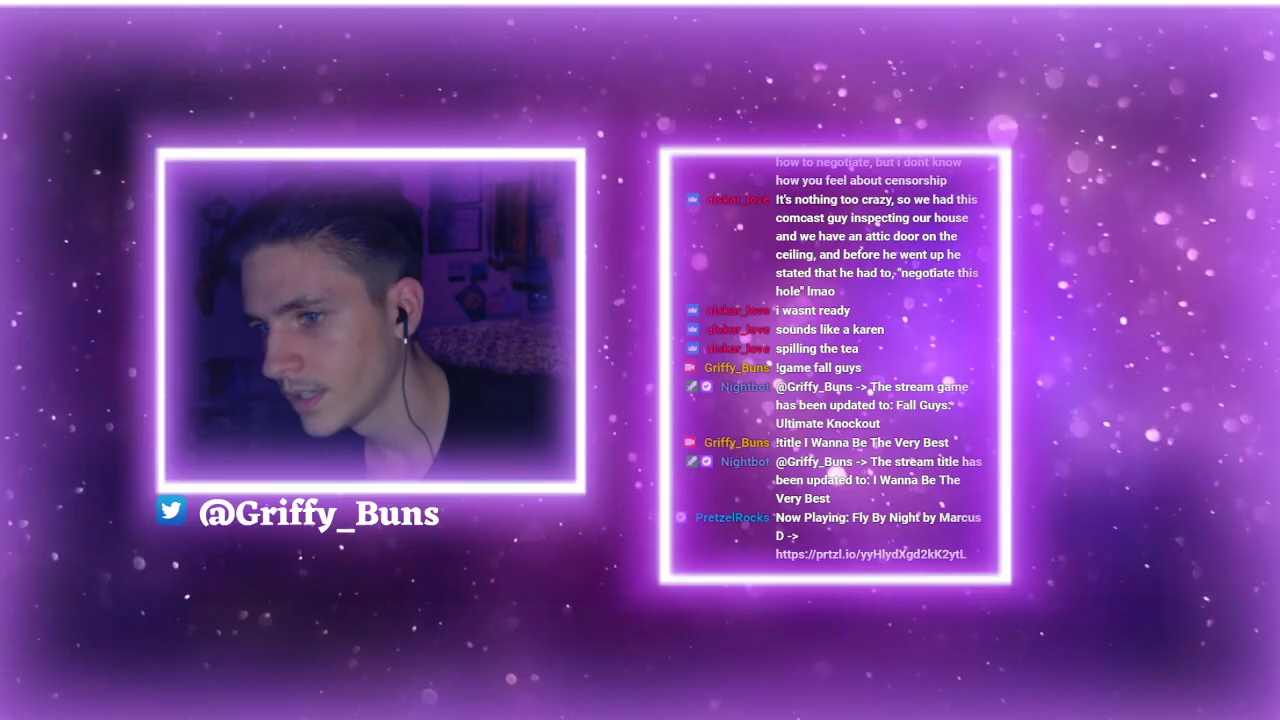 how to negotiate, but i dont know
how you feel about censorship
alskar_love It's nothing too crazy, so we had this
comcast guy inspecting our house
and we have an attic door on the
ceiling, and before he went up he
stated that he had to, "negotiate this
hole" lmao
alskar_love i wasnt ready
alskar_love sounds like a karen
alskar_love spilling the tea
Griffy_Buns !game fall guys
Nightbot @Griffy_Buns -> The stream game
has been updated to: Fall Guys:
Ultimate Knockout
Griffy_Buns !title I Wanna Be The Very Best
Nightbot @Griffy_Buns -> The stream title has
been updated to: I Wanna Be The
Very Best
PretzelRocks Now Playing: Fly By Night by Marcus
D ->
https://prtzl.io/yyHlydXgd2kK2ytL
@Griffy_Buns